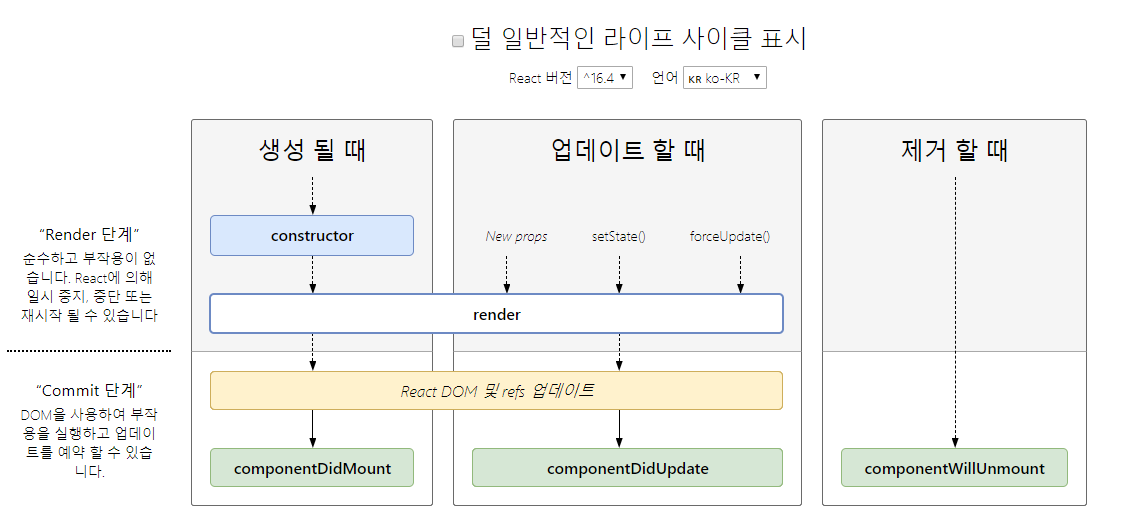 덜 일반적인 라이프 사이클 표시
React 버전 ^16.4 언어 KR ko-KR
생성 될 때
업데이트 할 때
제거 할 때
“Render 단계”
순수하고 부작용이 없
습니다. React에 의해
일시 중지, 중단 또는
재시작 될 수 있습니다
constructor
New props
setState()
forceUpdate()
render
“Commit 단계”
DOM을 사용하여 부작
용을 실행하고 업데이
트를 예약 할 수 있습
니다.
React DOM 및 refs 업데이트
componentDidMount
componentDidUpdate
componentWillUnmount